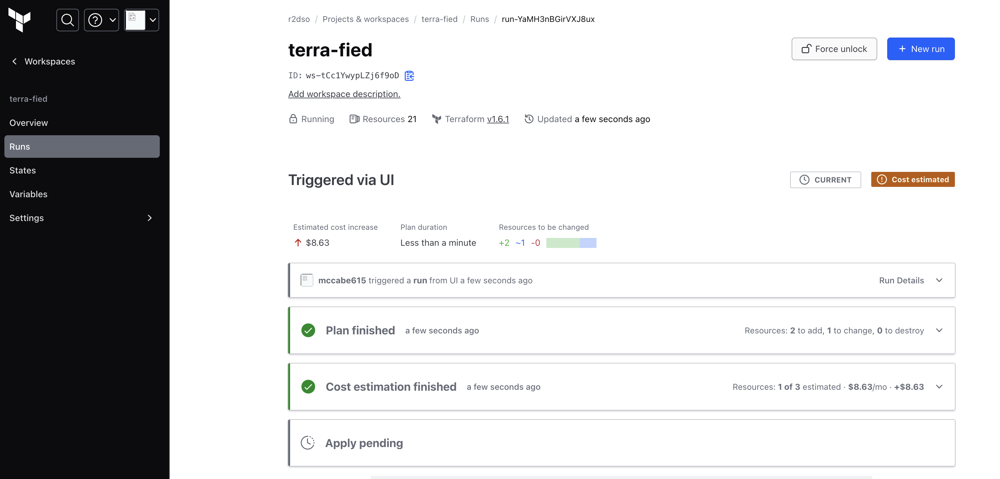 r2dso / Projects & workspaces / terra-fied / Runs / run-YaMH3nBGirVXJ8ux
Workspaces
terra-fied
Overview
Runs
States
Variables
Settings
terra-fied
Force unlock
+ New run
ID: ws-tCc1YwypLZj6f9oD
Add workspace description.
Running Resources 21 Terraform v1.6.1 Updated a few seconds ago
Triggered via UI
CURRENT
Cost estimated
Estimated cost increase Plan duration Resources to be changed
$8.63 Less than a minute +2 ~1 -0
mccabe615 triggered a run from UI a few seconds ago Run Details
Plan finished a few seconds ago Resources: 2 to add, 1 to change, 0 to destroy
Cost estimation finished a few seconds ago Resources: 1 of 3 estimated · $8.63/mo · +$8.63
Apply pending